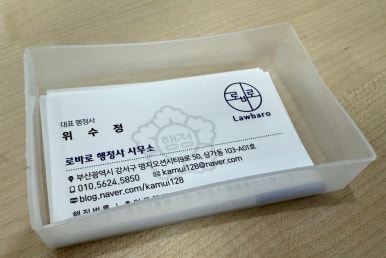 로바로
Lawbaro
대표 행정사
위 수 정
행정
로바로 행정사 사무소
부산광역시 강서구 명지오션시티9로 50, 상가동 103-A01호
010.5624.5850 kamui128@naver.com
blog.naver.com/kamui128